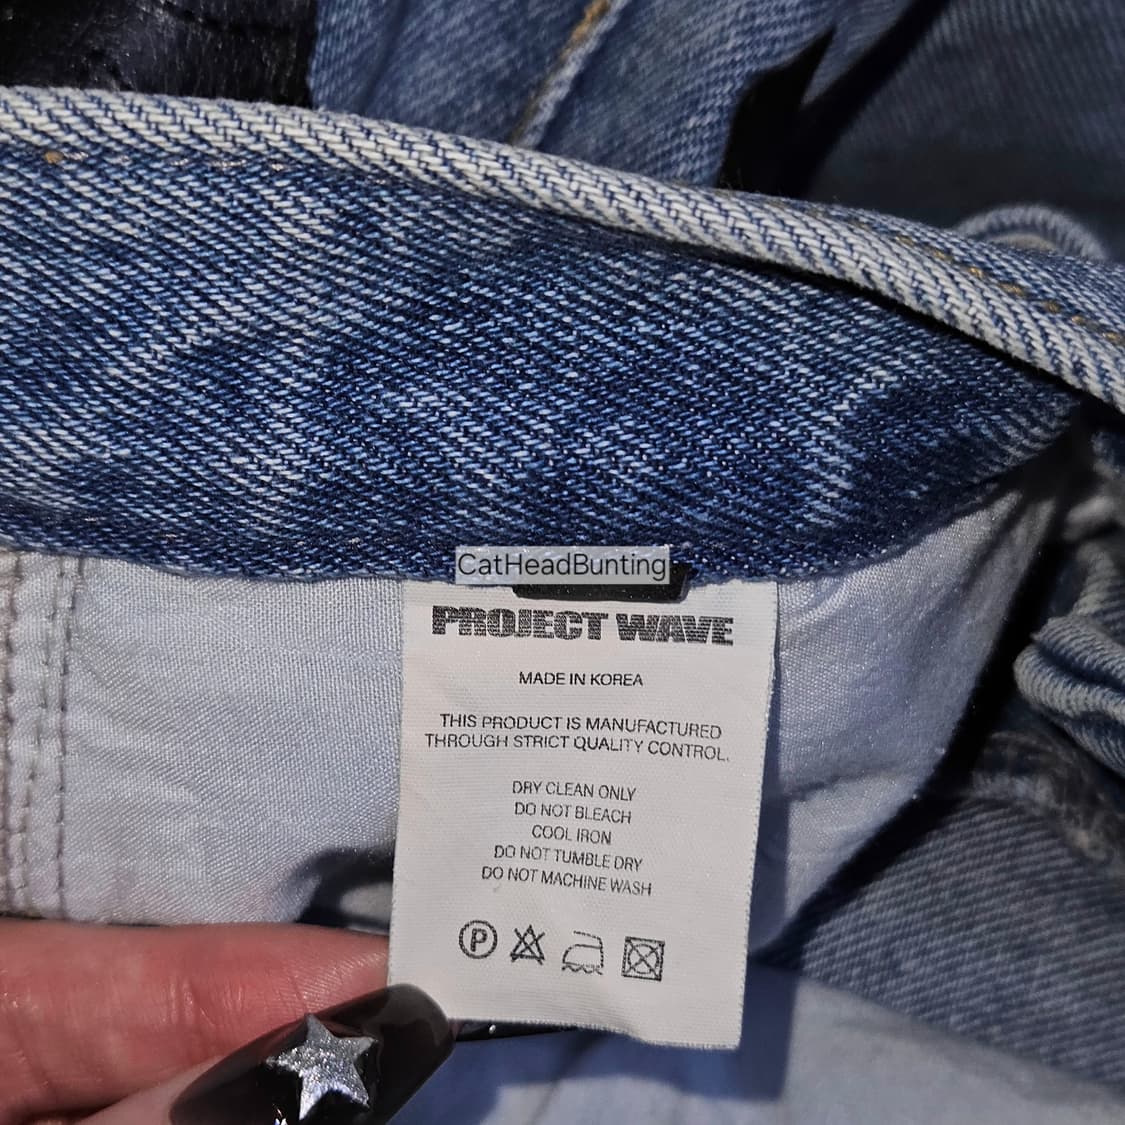 CatHeadBunting
PROJECT WAVE
MADE IN KOREA
THIS PRODUCT IS MANUFACTURED
THROUGH STRICT QUALITY CONTROL.
DRY CLEAN ONLY
DO NOT BLEACH
COOL IRON
DO NOT TUMBLE DRY
DO NOT MACHINE WASH
P